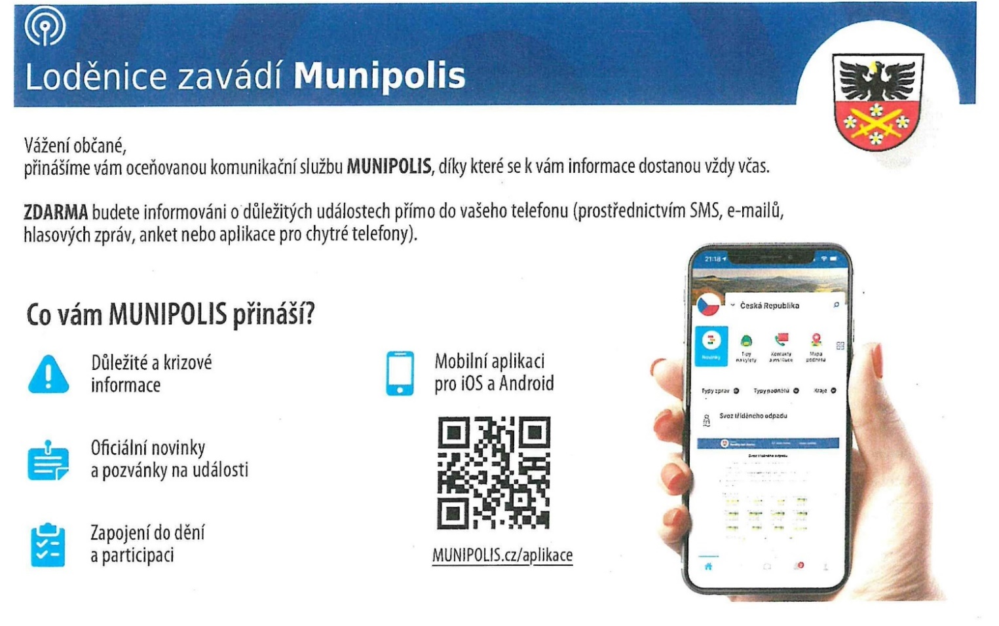 Loděnice zavádí Munipolis
Vážení občané,
přinášíme vám oceňovanou komunikační službu MUNIPOLIS, díky které se k vám informace dostanou vždy včas.
ZDARMA budete informováni o důležitých událostech přímo do vašeho telefonu (prostřednictvím SMS, e-mailů,
hlasových zpráv, anket nebo aplikace pro chytré telefony).
Co vám MUNIPOLIS přináší?
Důležité a krizové
informace
Oficiální novinky
a pozvánky na události
Zapojení do dění
a participaci
Mobilní aplikaci
pro iOS a Android
MUNIPOLIS.cz/aplikace
21:18
Česká Republika
Novinky
Tipy
na výlety
Kontakty
a instituce
Mapa
podnětů
Typy zpráv
Typy podnětů
Kraje
Svoz tříděného odpadu
Svoz tříděného odpadu